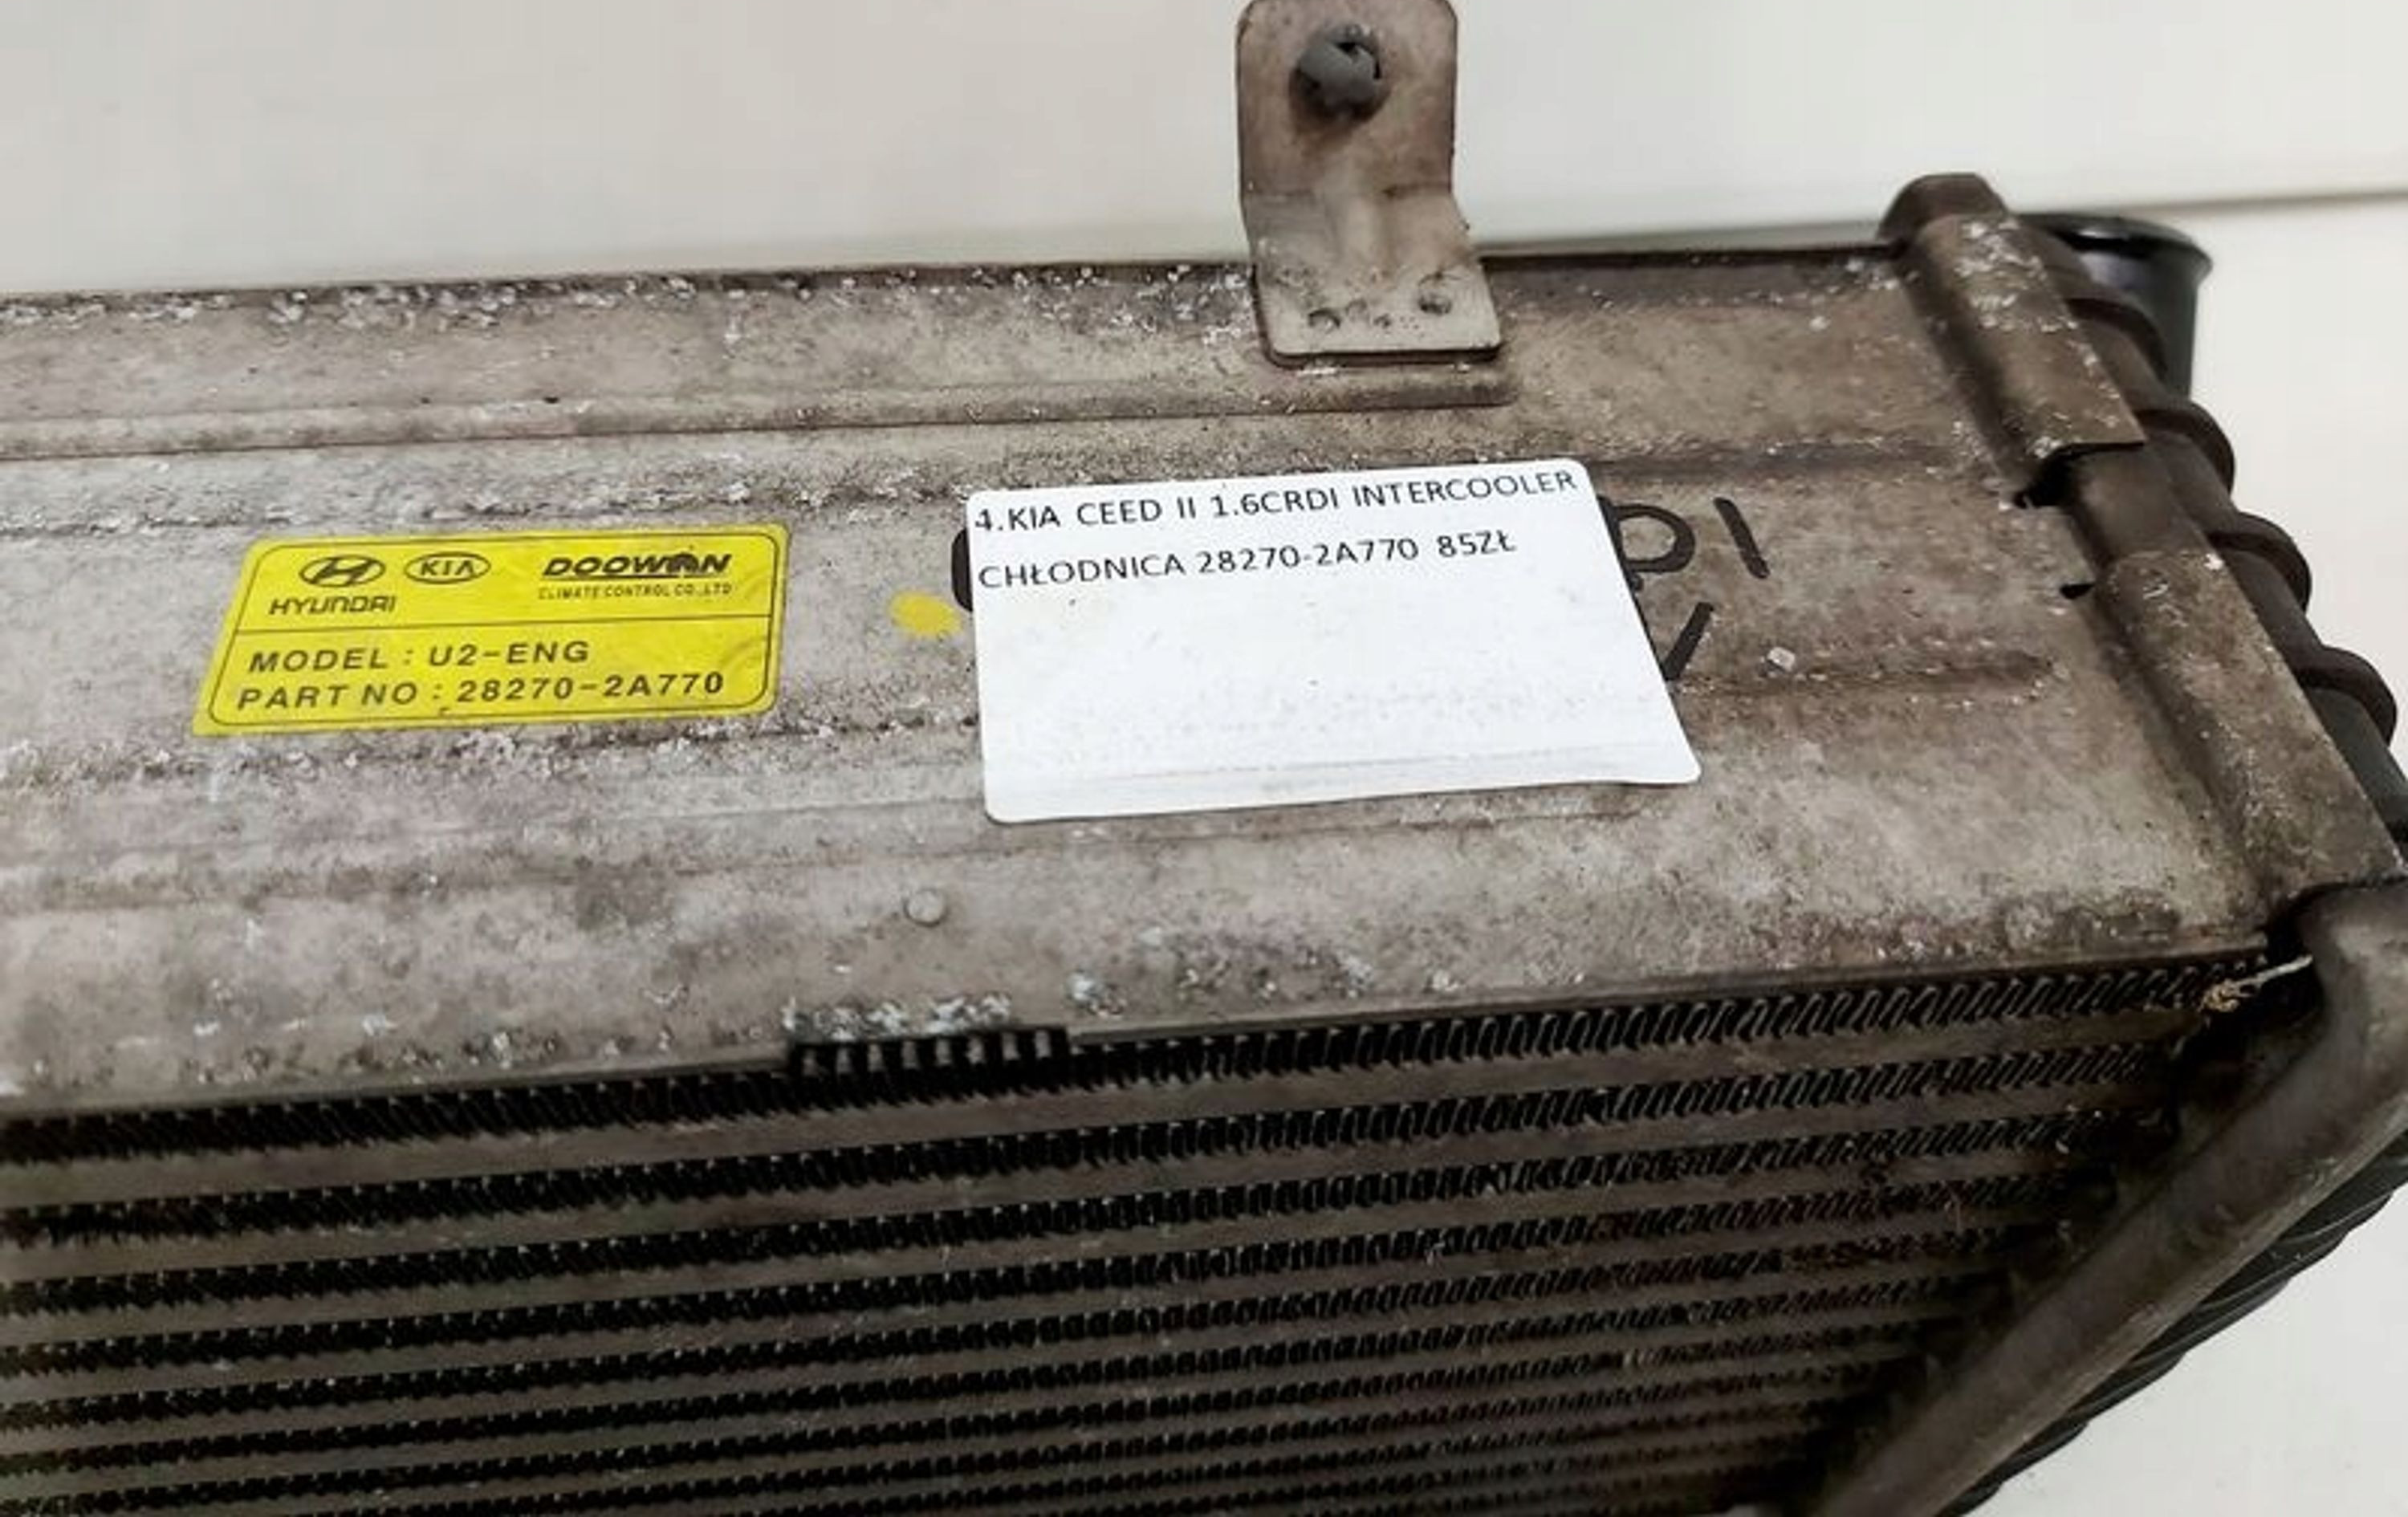 HYUNDAI
KIA
DOOWON
CLIMATE CONTROL CO.,LTD
MODEL : U2-ENG
PART NO : 28270-2A770
4.KIA CEED II 1.6CRDI INTERCOOLER
CHŁODNICA 28270-2A770 85ZŁ
DI